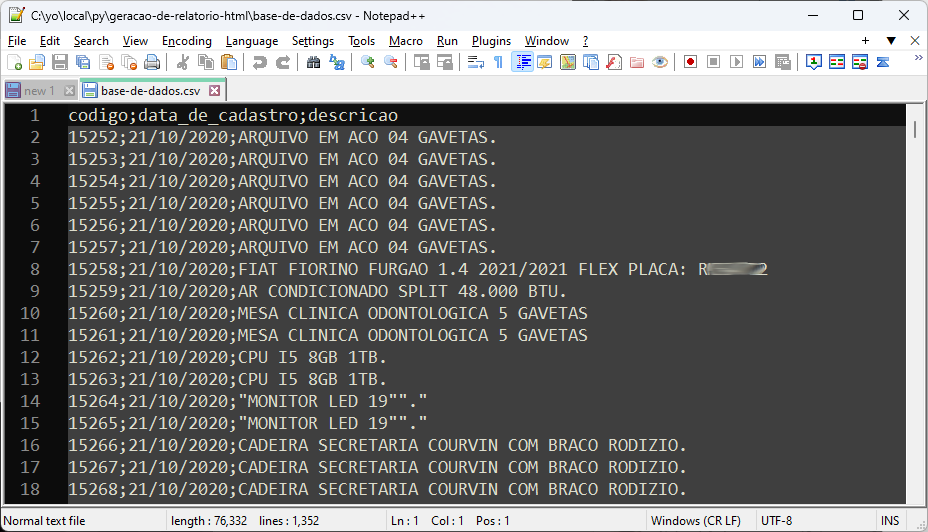 C:\yo\local\py\geracao-de-relatorio-html\base-de-dados.csv - Notepad++
File Edit Search View Encoding Language Settings Tools Macro Run Plugins Window ?
new 1 base-de-dados.csv
1 codigo;data_de_cadastro;descricao
2 15252;21/10/2020;ARQUIVO EM ACO 04 GAVETAS.
3 15253;21/10/2020;ARQUIVO EM ACO 04 GAVETAS.
4 15254;21/10/2020;ARQUIVO EM ACO 04 GAVETAS.
5 15255;21/10/2020;ARQUIVO EM ACO 04 GAVETAS.
6 15256;21/10/2020;ARQUIVO EM ACO 04 GAVETAS.
7 15257;21/10/2020;ARQUIVO EM ACO 04 GAVETAS.
8 15258;21/10/2020;FIAT FIORINO FURGAO 1.4 2021/2021 FLEX PLACA:
9 15259;21/10/2020;AR CONDICIONADO SPLIT 48.000 BTU.
10 15260;21/10/2020;MESA CLINICA ODONTOLOGICA 5 GAVETAS
11 15261;21/10/2020;MESA CLINICA ODONTOLOGICA 5 GAVETAS
12 15262;21/10/2020;CPU I5 8GB 1TB.
13 15263;21/10/2020;CPU I5 8GB 1TB.
14 15264;21/10/2020;"MONITOR LED 19""."
15 15265;21/10/2020;"MONITOR LED 19""."
16 15266;21/10/2020;CADEIRA SECRETARIA COURVIN COM BRACO RODIZIO.
17 15267;21/10/2020;CADEIRA SECRETARIA COURVIN COM BRACO RODIZIO.
18 15268;21/10/2020;CADEIRA SECRETARIA COURVIN COM BRACO RODIZIO.
Normal text file length : 76,332 lines : 1,352 Ln : 1 Col : 1 Pos : 1 Windows (CR LF) UTF-8 INS